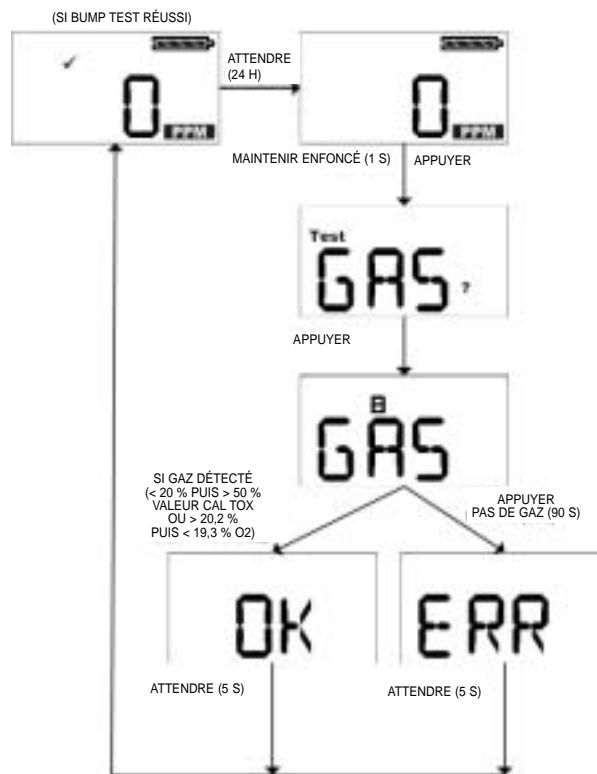 (SI BUMP TEST RÉUSSI)
✓
0
PPM
ATTENDRE
(24 H)
0
PPM
MAINTENIR ENFONCÉ (1 S)
APPUYER
Test
GAS ?
APPUYER
GAS
SI GAZ DÉTECTÉ
(< 20 % PUIS > 50 %
VALEUR CAL TOX
OU > 20,2 %
PUIS < 19,3 % O2)
APPUYER
PAS DE GAZ (90 S)
OK
ERR
ATTENDRE (5 S)
ATTENDRE (5 S)